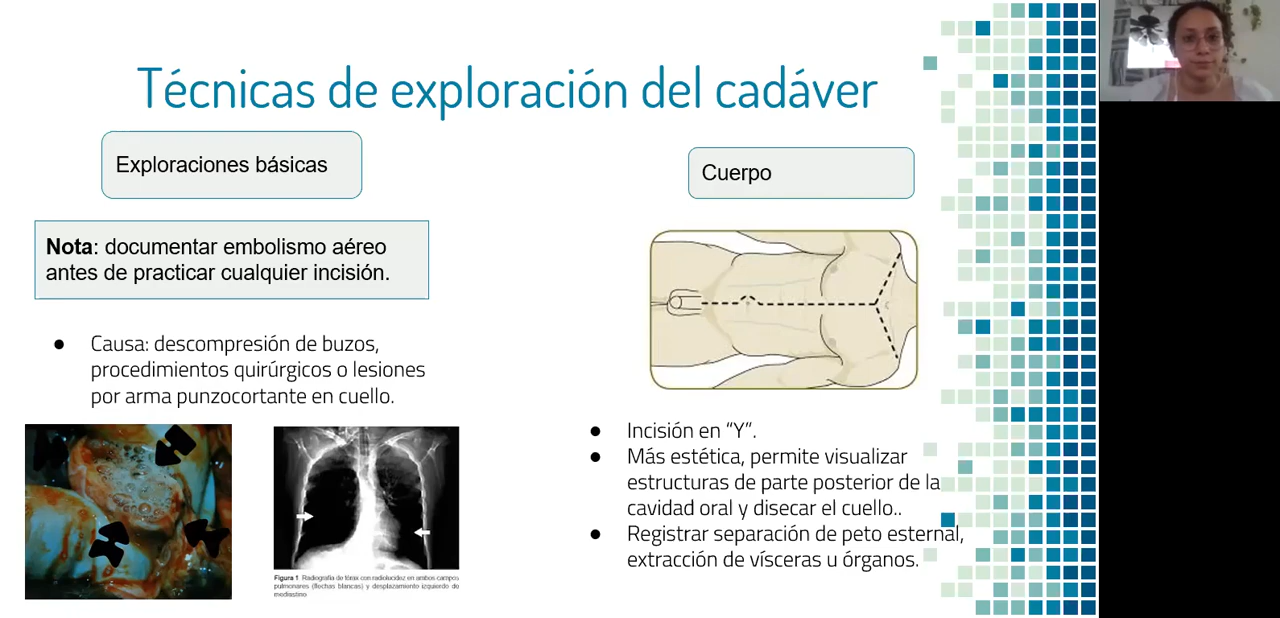 Técnicas de exploración del cadáver
Exploraciones básicas
Nota: documentar embolismo aéreo
antes de practicar cualquier incisión.
● Causa: descompresión de buzos,
procedimientos quirúrgicos o lesiones
por arma punzocortante en cuello.
Figura 1 Radiografía de tórax con radiolucidez en ambos campos
pulmonares (flechas blancas) y desplazamiento izquierdo de
mediastino
Cuerpo
● Incisión en “Y”.
● Más estética, permite visualizar
estructuras de parte posterior de la
cavidad oral y disecar el cuello..
● Registrar separación de peto esternal,
extracción de vísceras u órganos.